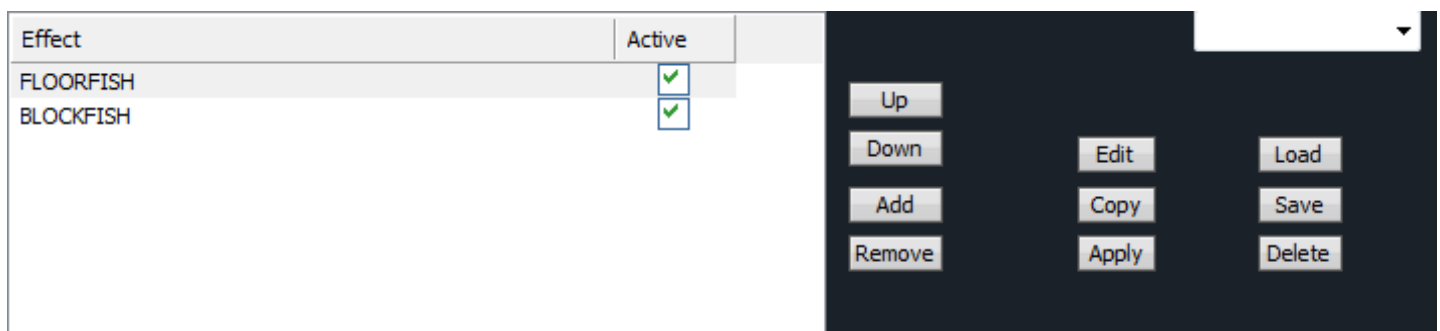 Effect Active
FLOORFISH
BLOCKFISH
Up
Down Edit Load
Add Copy Save
Remove Apply Delete